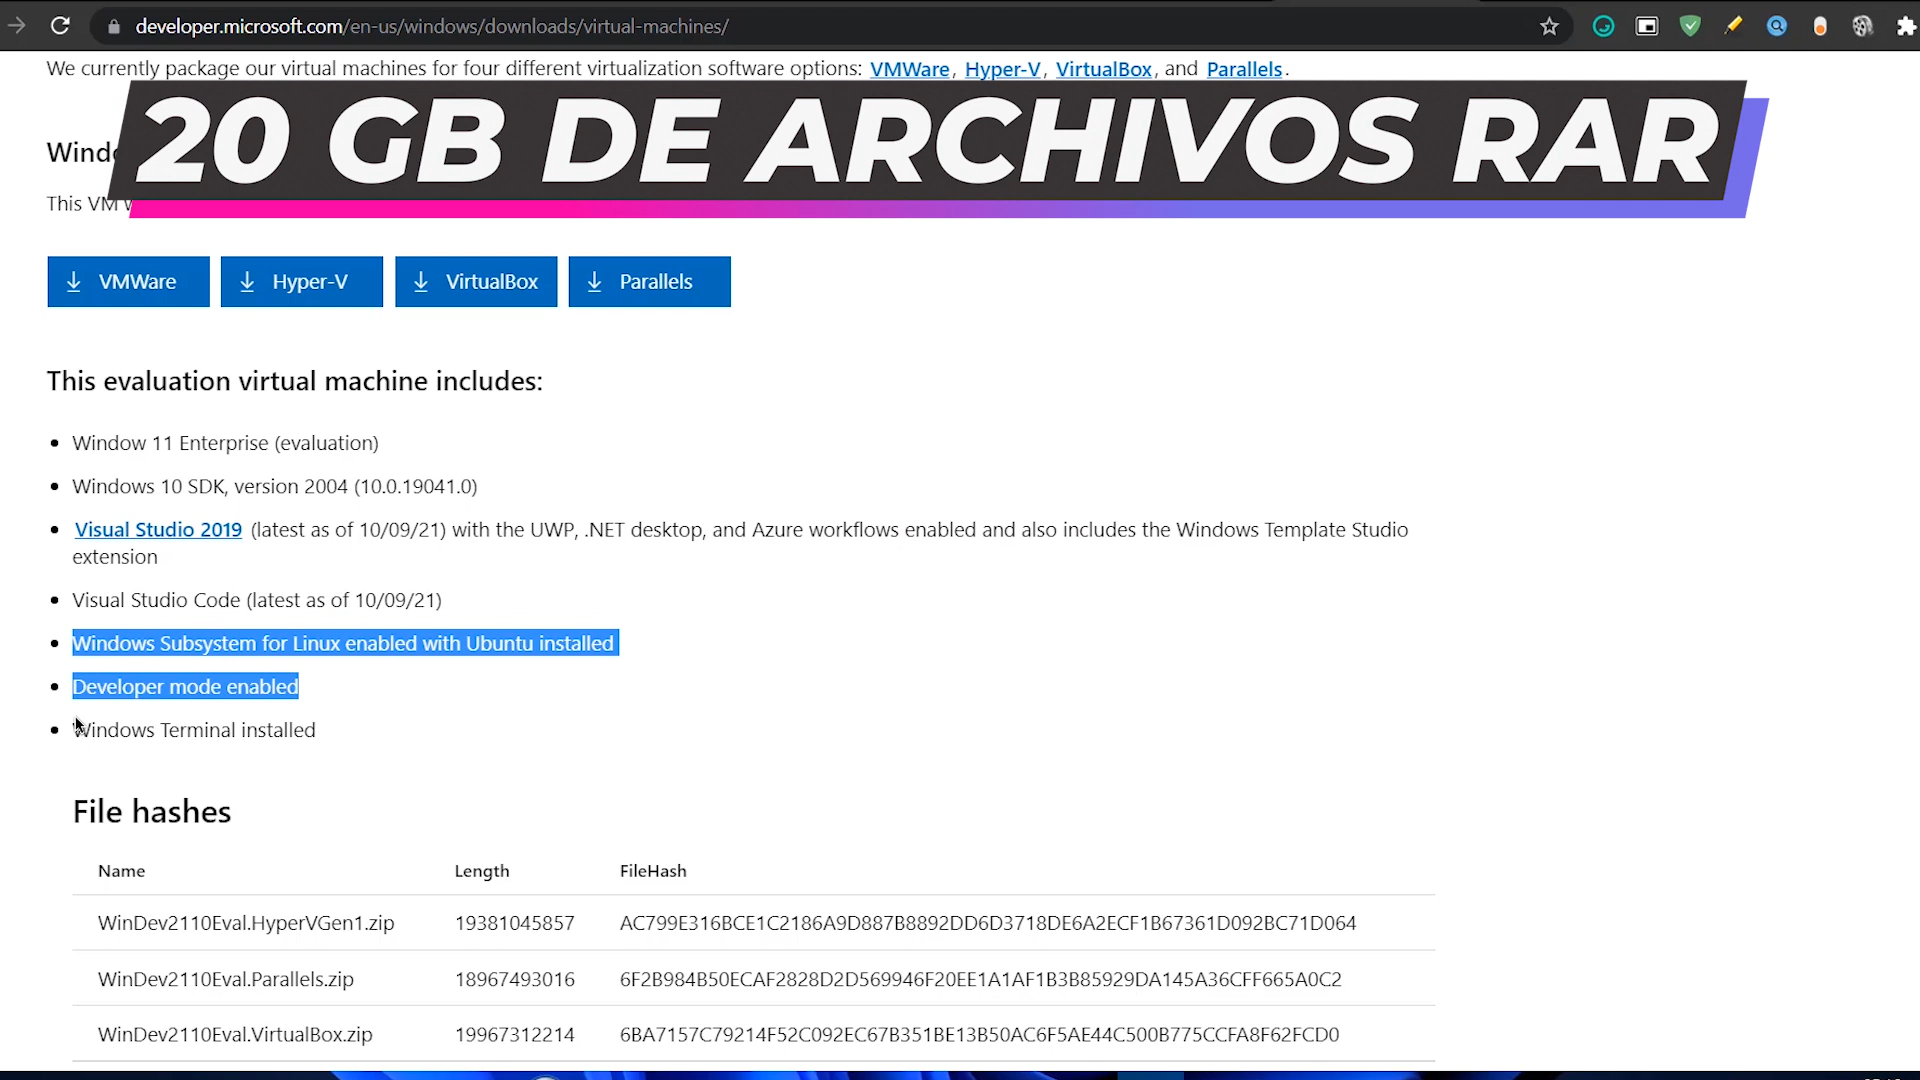 developer.microsoft.com/en-us/windows/downloads/virtual-machines/
We currently package our virtual machines for four different virtualization software options: VMWare, Hyper-V, VirtualBox, and Parallels.
20 GB DE ARCHIVOS RAR
This VM
VMWare
Hyper-V
VirtualBox
Parallels
This evaluation virtual machine includes:
Window 11 Enterprise (evaluation)
Windows 10 SDK, version 2004 (10.0.19041.0)
Visual Studio 2019 (latest as of 10/09/21) with the UWP, .NET desktop, and Azure workflows enabled and also includes the Windows Template Studio
extension
Visual Studio Code (latest as of 10/09/21)
Windows Subsystem for Linux enabled with Ubuntu installed
Developer mode enabled
Windows Terminal installed
File hashes
Name Length FileHash
WinDev2110Eval.HyperVGen1.zip 19381045857 AC799E316BCE1C2186A9D887B8892DD6D3718DE6A2ECF1B67361D092BC71D064
WinDev2110Eval.Parallels.zip 18967493016 6F2B984B50ECAF2828D2D569946F20EE1A1AF1B3B85929DA145A36CFF665A0C2
WinDev2110Eval.VirtualBox.zip 19967312214 6BA7157C79214F52C092EC67B351BE13B50AC6F5AE44C500B775CCFA8F62FCD0